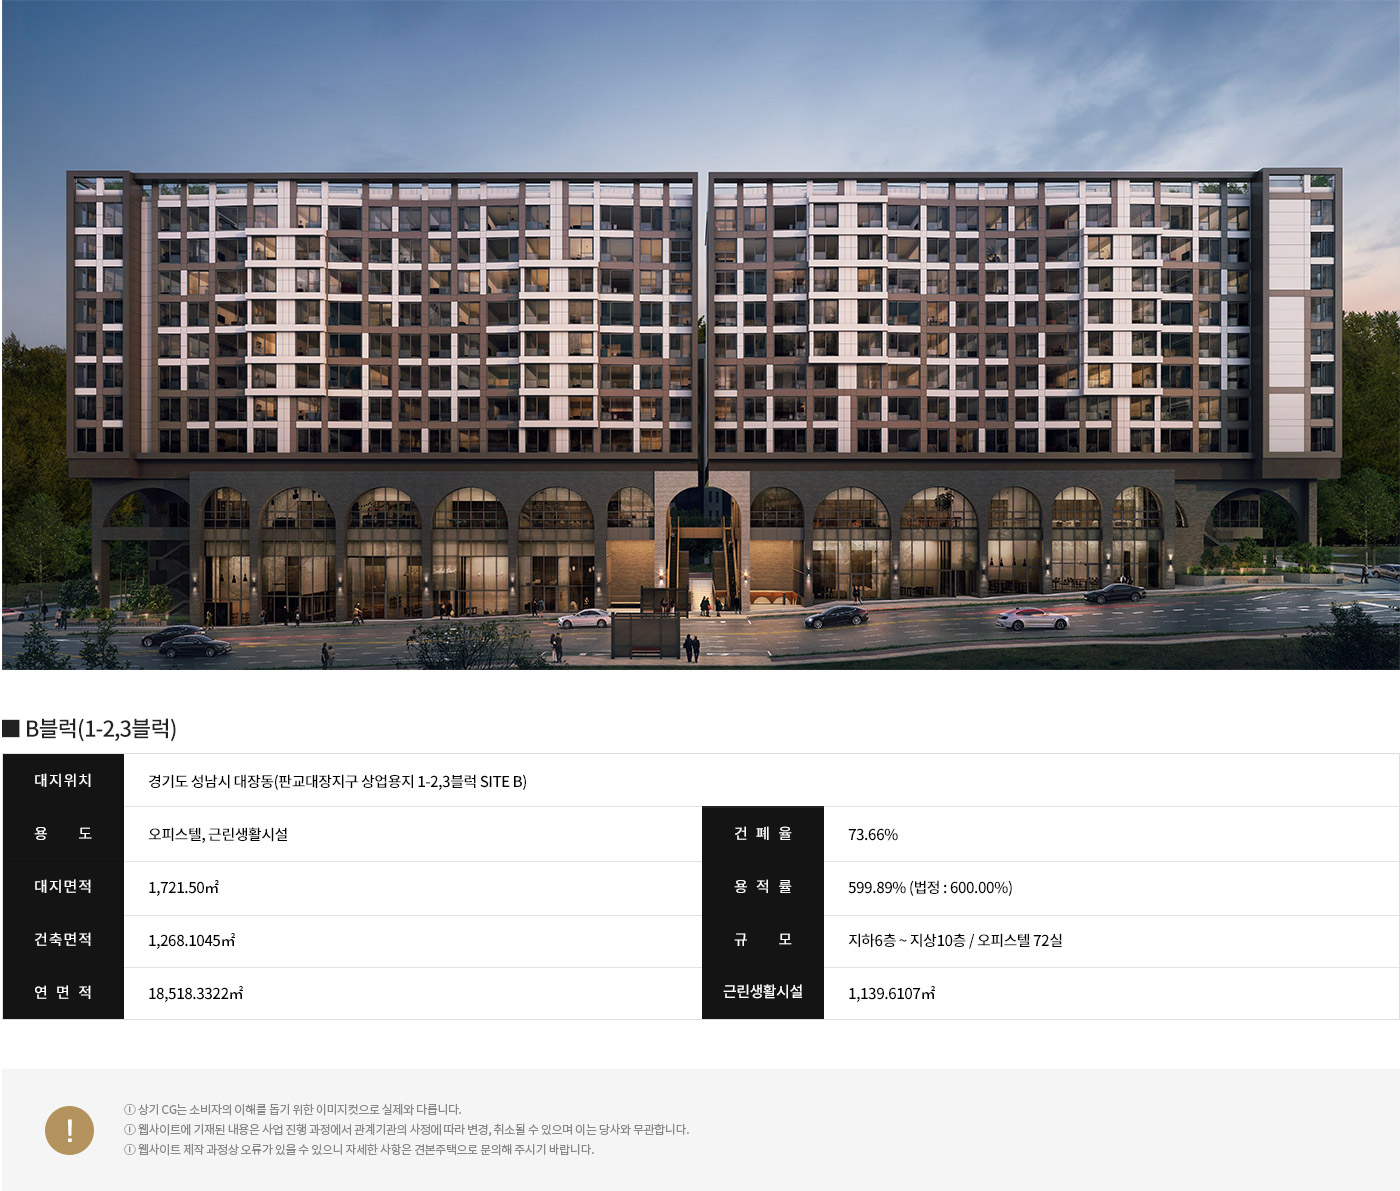 ■ B블럭(1-2,3블럭)
대지위치 경기도 성남시 대장동(판교대장지구 상업용지 1-2,3블럭 SITE B)
용 도 오피스텔, 근린생활시설 건 폐 율 73.66%
대지면적 1,721.50㎡ 용 적 률 599.89% (법정 : 600.00%)
건축면적 1,268.1045㎡ 규 모 지하6층 ~ 지상10층 / 오피스텔 72실
연 면 적 18,518.3322㎡ 근린생활시설 1,139.6107㎡
! ⓛ 상기 CG는 소비자의 이해를 돕기 위한 이미지컷으로 실제와 다릅니다.
ⓛ 웹사이트에 기재된 내용은 사업 진행 과정에서 관계기관의 사정에 따라 변경, 취소될 수 있으며 이는 당사와 무관합니다.
ⓛ 웹사이트 제작 과정상 오류가 있을 수 있으니 자세한 사항은 견본주택으로 문의해 주시기 바랍니다.